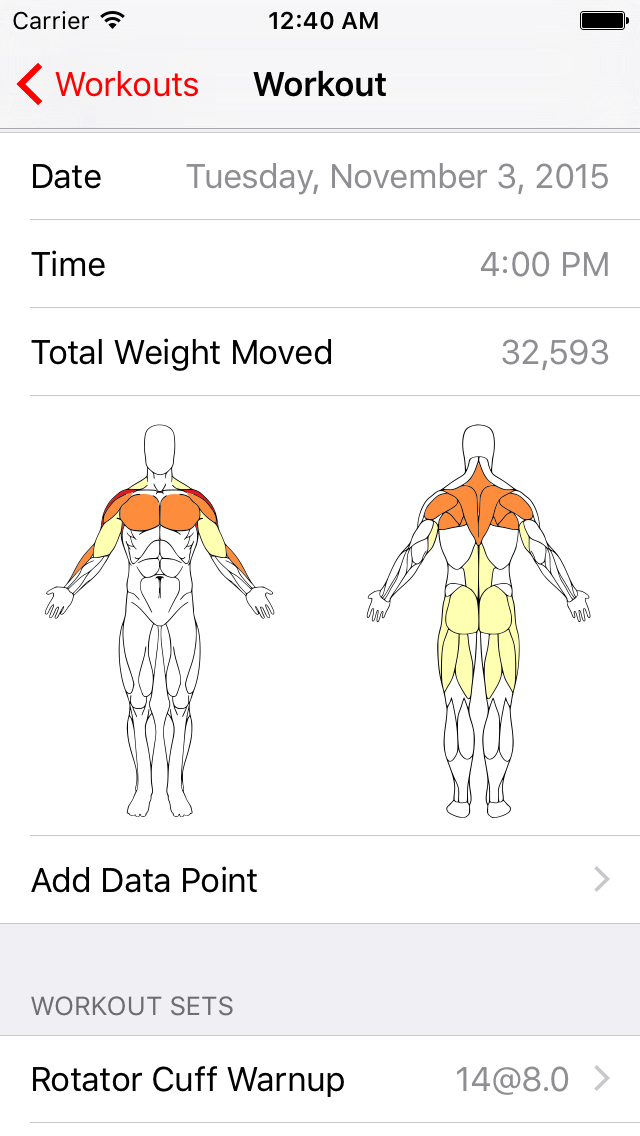 Carrier 12:40 AM
Workouts Workout
Date Tuesday, November 3, 2015
Time 4:00 PM
Total Weight Moved 32,593
Add Data Point
WORKOUT SETS
Rotator Cuff Warnup 14@8.0